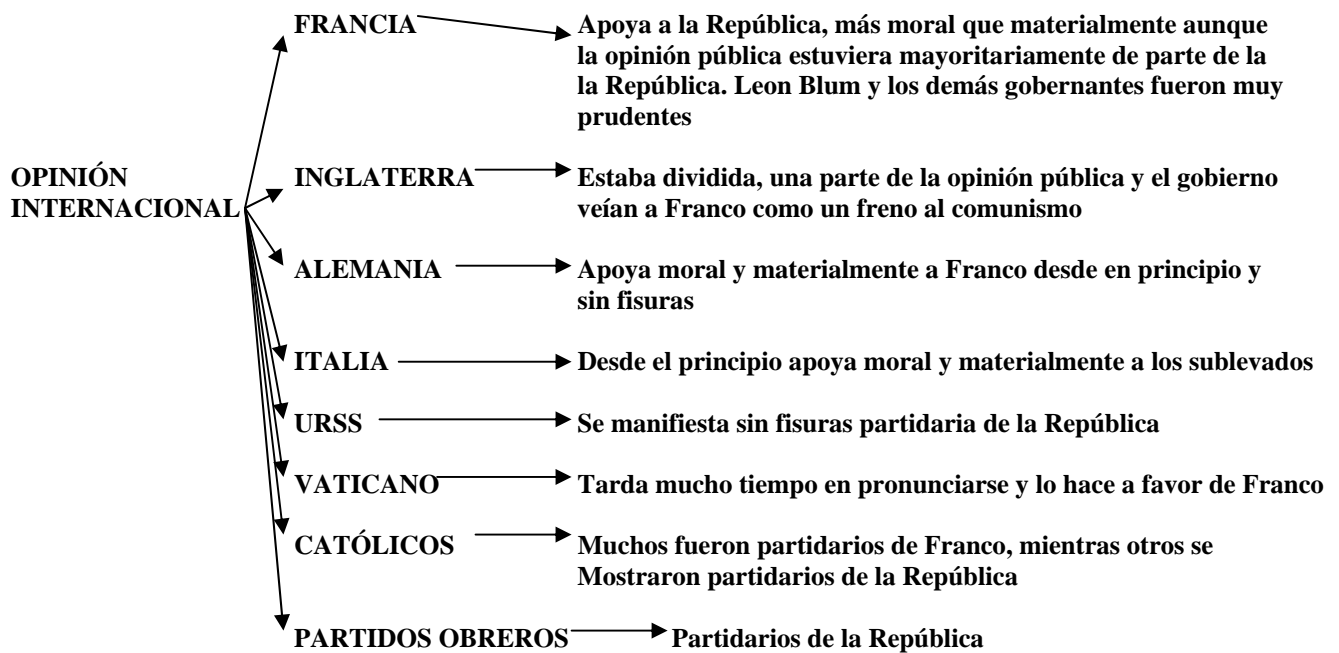 FRANCIA Apoya a la República, más moral que materialmente aunque
la opinión pública estuviera mayoritariamente de parte de la
la República. Leon Blum y los demás gobernantes fueron muy
prudentes
OPINIÓN
INTERNACIONAL
INGLATERRA Estaba dividida, una parte de la opinión pública y el gobierno
veían a Franco como un freno al comunismo
ALEMANIA Apoya moral y materialmente a Franco desde en principio y
sin fisuras
ITALIA Desde el principio apoya moral y materialmente a los sublevados
URSS Se manifiesta sin fisuras partidaria de la República
VATICANO Tarda mucho tiempo en pronunciarse y lo hace a favor de Franco
CATÓLICOS Muchos fueron partidarios de Franco, mientras otros se
Mostraron partidarios de la República
PARTIDOS OBREROS Partidarios de la República